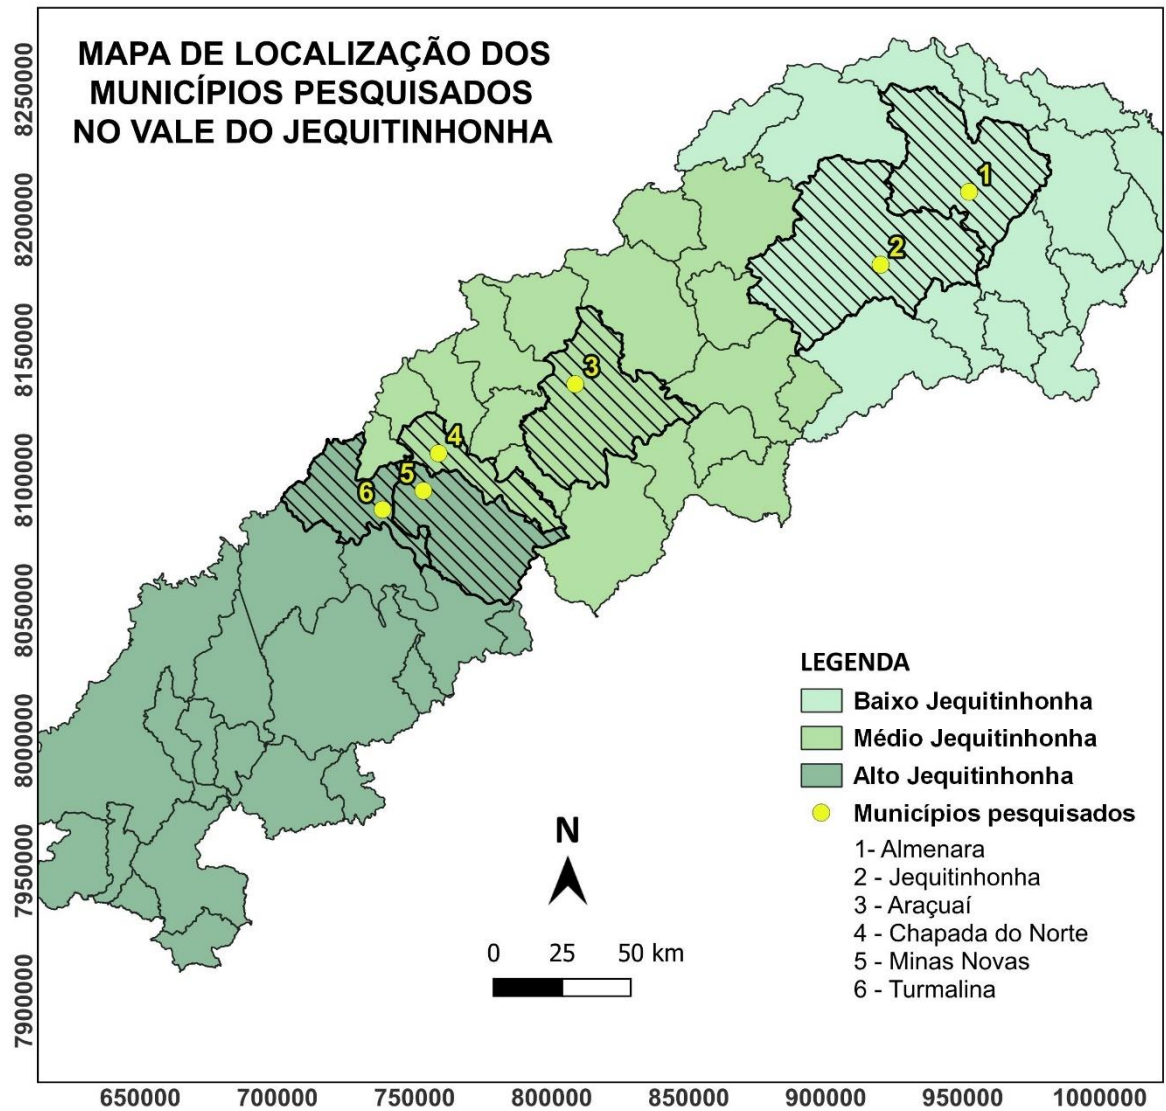 MAPA DE LOCALIZAÇÃO DOS
MUNICÍPIOS PESQUISADOS
NO VALE DO JEQUITINHONHA
8250000
8200000
8150000
8100000
8050000
8000000
7950000
7900000
1
2
3
4
5
6
LEGENDA
Baixo Jequitinhonha
Médio Jequitinhonha
Alto Jequitinhonha
Municípios pesquisados
1- Almenara
2 - Jequitinhonha
3 - Araçuaí
4 - Chapada do Norte
5 - Minas Novas
6 - Turmalina
N
0 25 50 km
650000 700000 750000 800000 850000 900000 950000 1000000